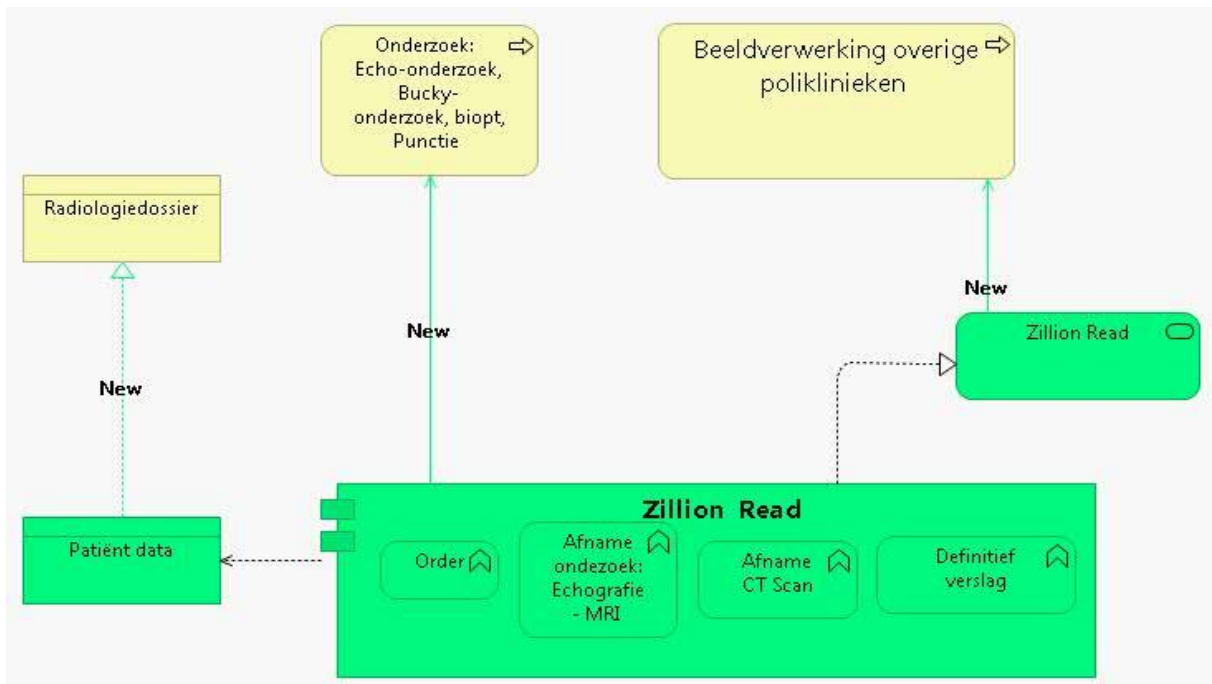 Onderzoek:
Echo-onderzoek,
Bucky-
onderzoek, biopt,
Punctie
Beeldverwerking overige
poliklinieken
Radiologiedossier
New
New
New
Zillion Read
Patiënt data
Zillion Read
Order
Afname
ondezoek:
Echografie
- MRI
Afname
CT Scan
Definitief
verslag